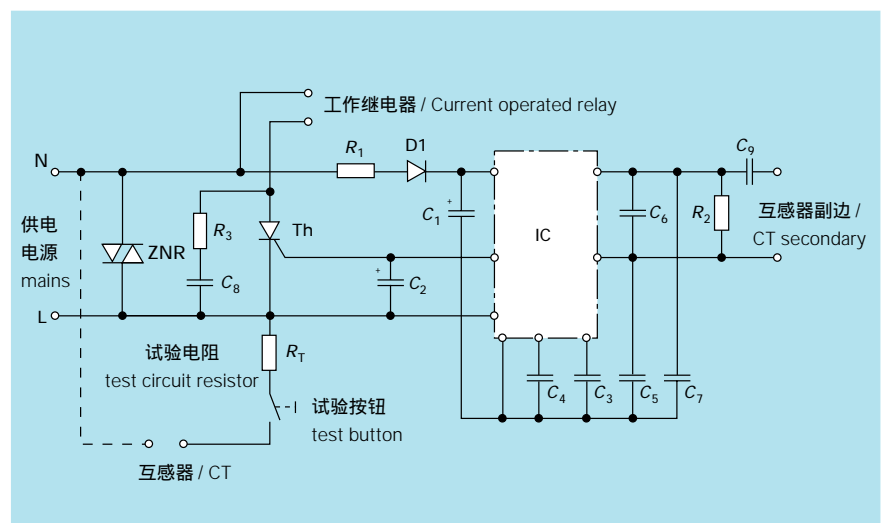 工作继电器 / Current operated relay
N
R1
D1
C9
供电
电源
mains
ZNR
R3
Th
C1
+
IC
C6
R2
互感器副边 /
CT secondary
C8
+
C2
L
试验电阻
test circuit resistor
RT
C4
C3
C5
C7
试验按钮
test button
互感器 / CT